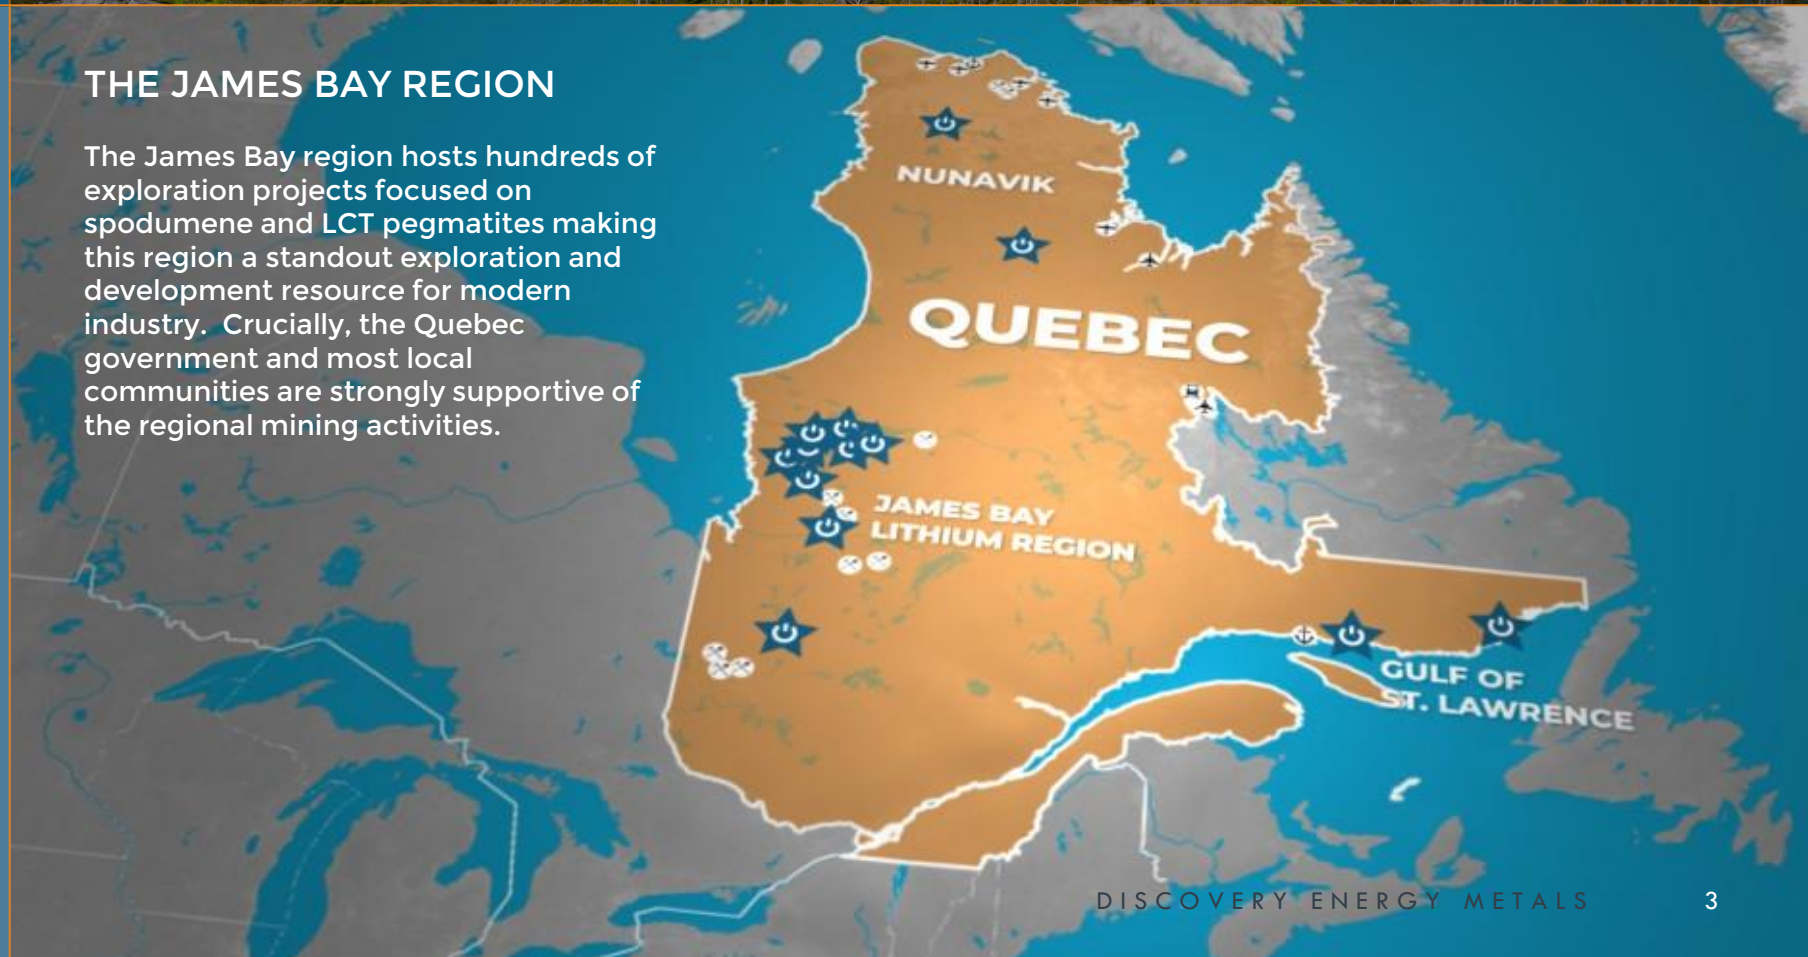 THE JAMES BAY REGION
The James Bay region hosts hundreds of
exploration projects focused on
spodumene and LCT pegmatites making
this region a standout exploration and
development resource for modern
industry.  Crucially, the Quebec
government and most local
communities are strongly supportive of
the regional mining activities.
NUNAVIK
QUEBEC
JAMES BAY
LITHIUM REGION
GULF OF
ST. LAWRENCE
DISCOVERY ENERGY METALS
3